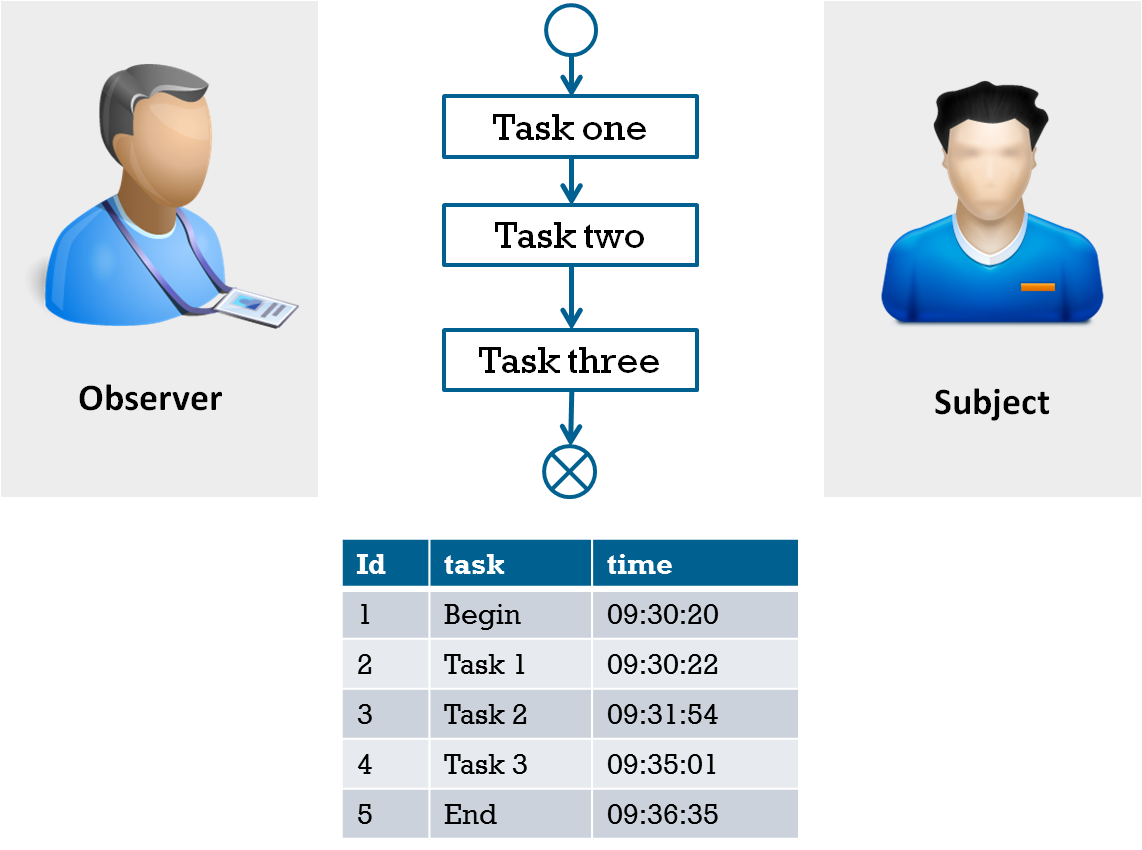 Task one
Task two
Task three
Observer
Subject
Id task time
1 Begin 09:30:20
2 Task 1 09:30:22
3 Task 2 09:31:54
4 Task 3 09:35:01
5 End 09:36:35